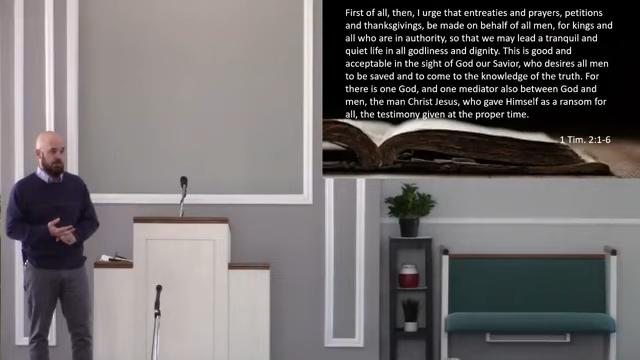 First of all, then, I urge that entreaties and prayers, petitions
and thanksgivings, be made on behalf of all men, for kings and
all who are in authority, so that we may lead a tranquil and
quiet life in all godliness and dignity. This is good and
acceptable in the sight of God our Savior, who desires all men
to be saved and to come to the knowledge of the truth. For
there is one God, and one mediator also between God and
men, the man Christ Jesus, who gave Himself as a ransom for
all, the testimony given at the proper time.
1 Tim. 2:1-6